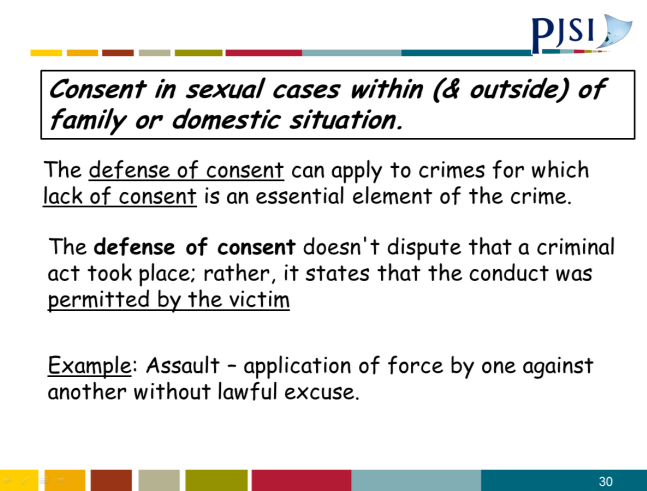 PJSI
Consent in sexual cases within (& outside) of
family or domestic situation.
The defense of consent can apply to crimes for which
lack of consent is an essential element of the crime.
The defense of consent doesn't dispute that a criminal
act took place; rather, it states that the conduct was
permitted by the victim
Example: Assault – application of force by one against
another without lawful excuse.
30